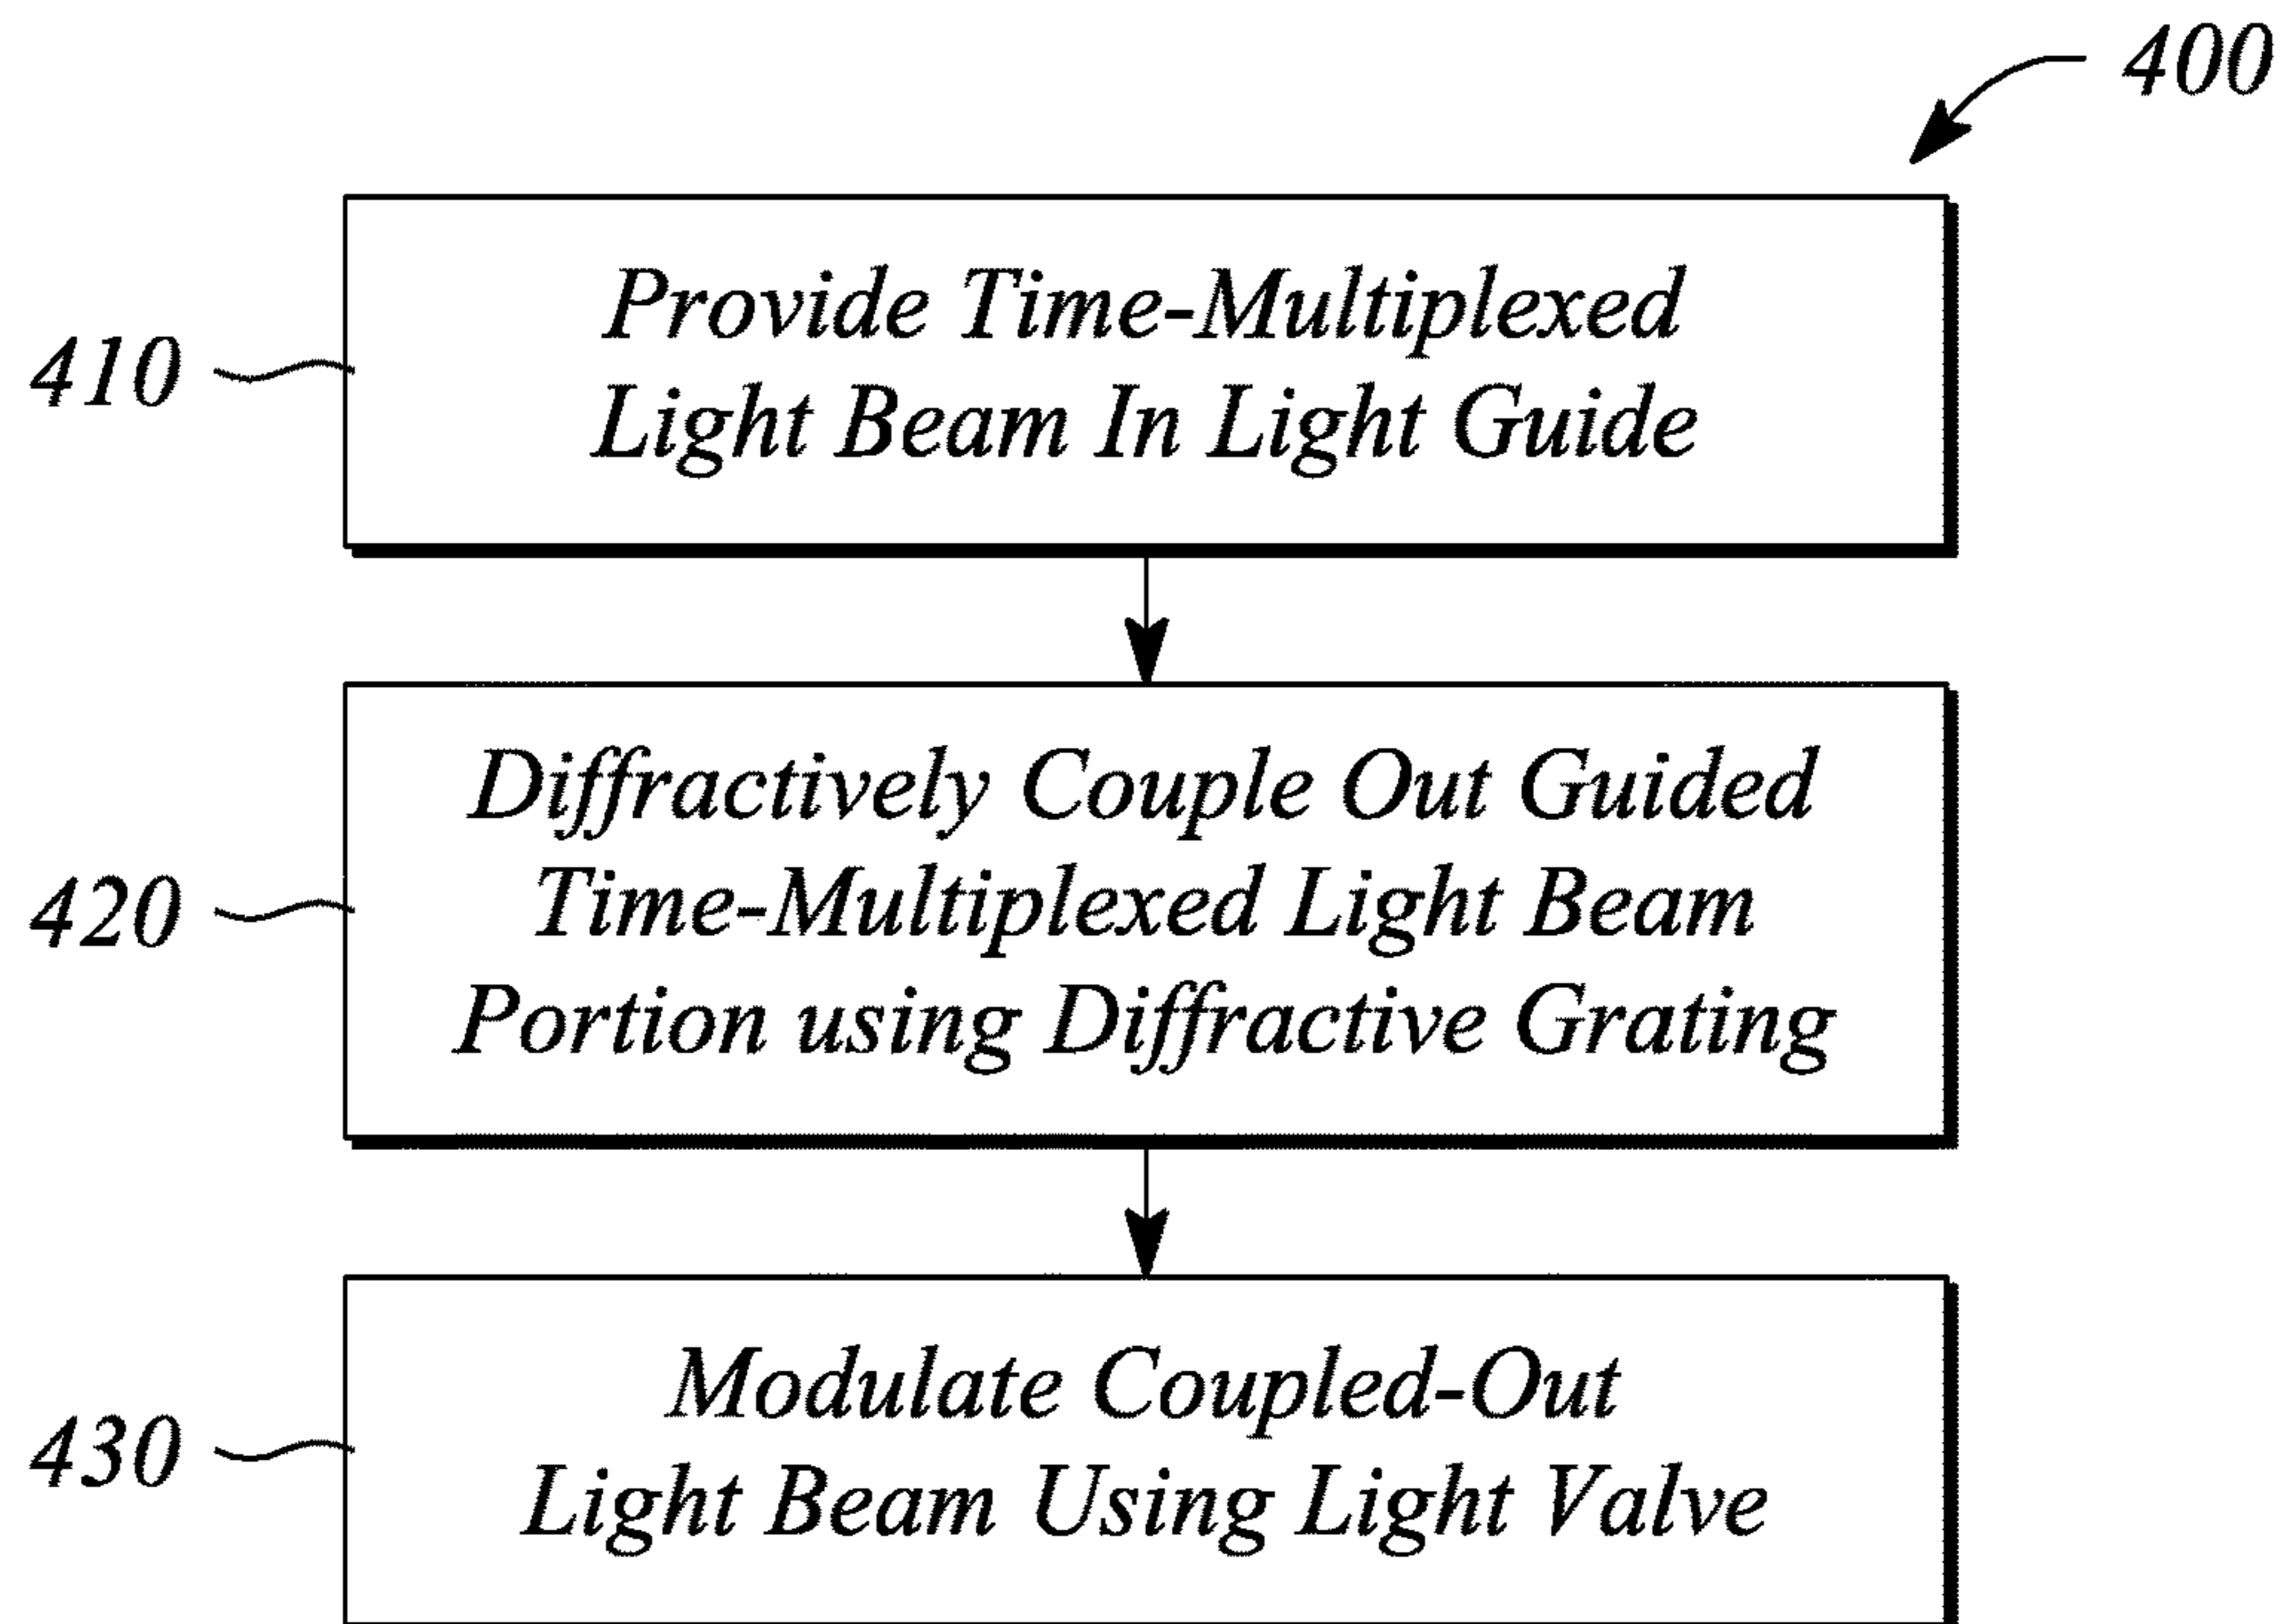 400
410
Provide Time-Multiplexed
Light Beam In Light Guide
420
Diffractively Couple Out Guided
Time-Multiplexed Light Beam
Portion using Diffractive Grating
430
Modulate Coupled-Out
Light Beam Using Light Valve